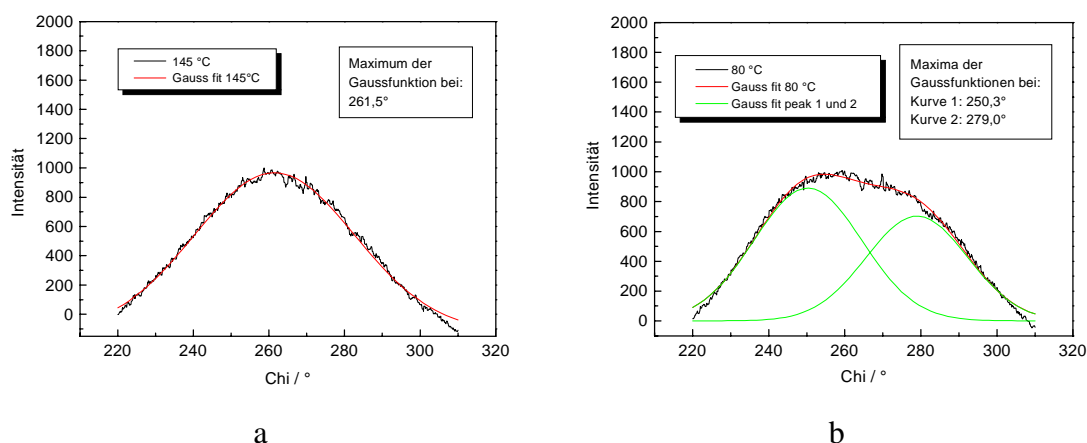 2000
1800
1600
1400
1200
1000
800
600
400
200
0
Intensität
145 °C
Gauss fit 145°C
Maximum der
Gaussfunktion bei:
261,5°
220 240 260 280 300 320
Chi / °
a
2000
1800
1600
1400
1200
1000
800
600
400
200
0
Intensität
80 °C
Gauss fit 80 °C
Gauss fit peak 1 und 2
Maxima der
Gaussfunktionen bei:
Kurve 1: 250,3°
Kurve 2: 279,0°
220 240 260 280 300 320
Chi / °
b